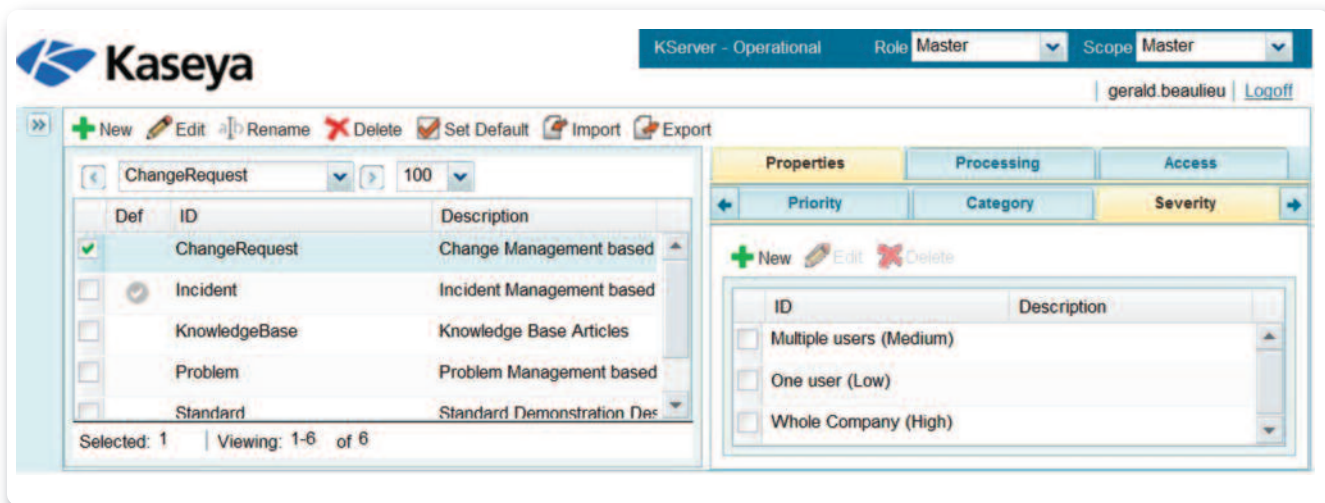 Kaseya
KServer - Operational Role Master Scope Master
gerald.beaulieu Logoff
New Edit Rename Delete Set Default Import Export
ChangeRequest 100
Def ID Description
ChangeRequest Change Management based
Incident Incident Management based
KnowledgeBase Knowledge Base Articles
Problem Problem Management based
Standard Standard Demonstration Des
Selected: 1 Viewing: 1-6 of 6
Properties Processing Access
Priority Category Severity
New Edit Delete
ID Description
Multiple users (Medium)
One user (Low)
Whole Company (High)